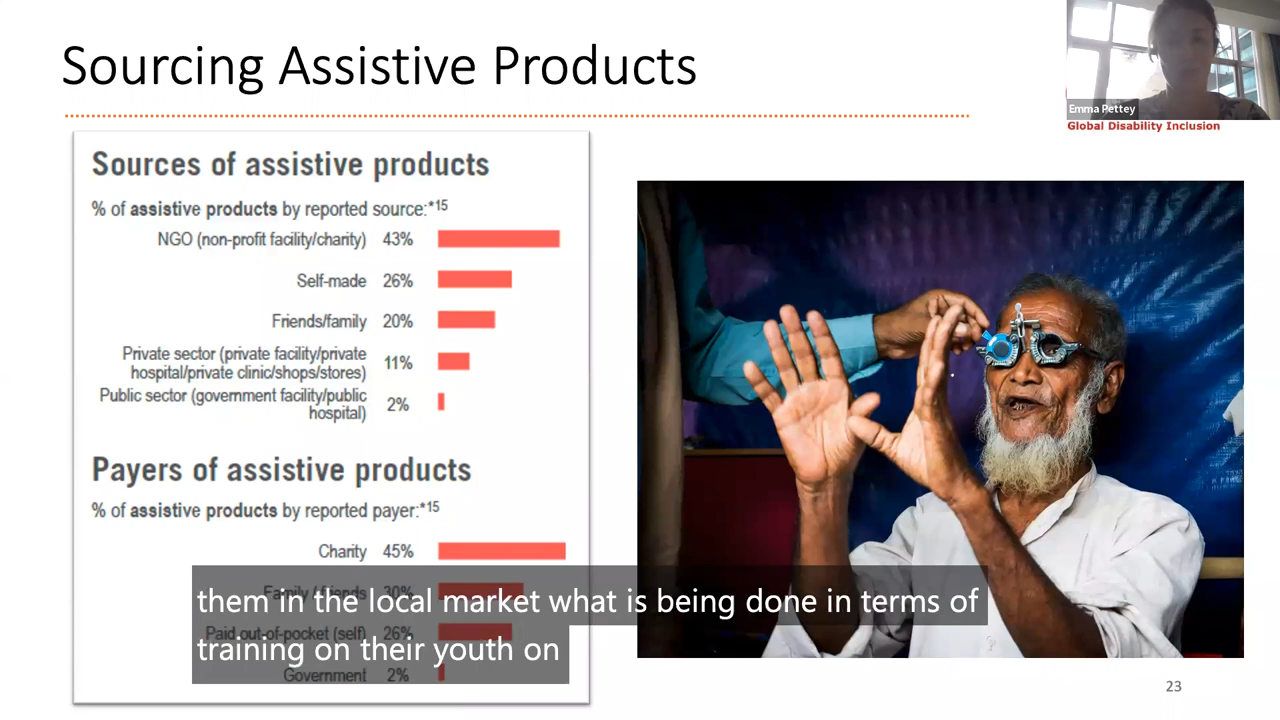 Sourcing Assistive Products
Emma Pettey
Global Disability Inclusion
Sources of assistive products
% of assistive products by reported source:*15
NGO (non-profit facility/charity) 43%
Self-made 26%
Friends/family 20%
Private sector (private facility/private
hospital/private clinic/shops/stores) 11%
Public sector (government facility/public
hospital) 2%
Payers of assistive products
% of assistive products by reported payer:*15
Charity 45%
Family / friends 30%
Paid out-of-pocket (self) 26%
Government 2%
them in the local market what is being done in terms of
training on their youth on
23